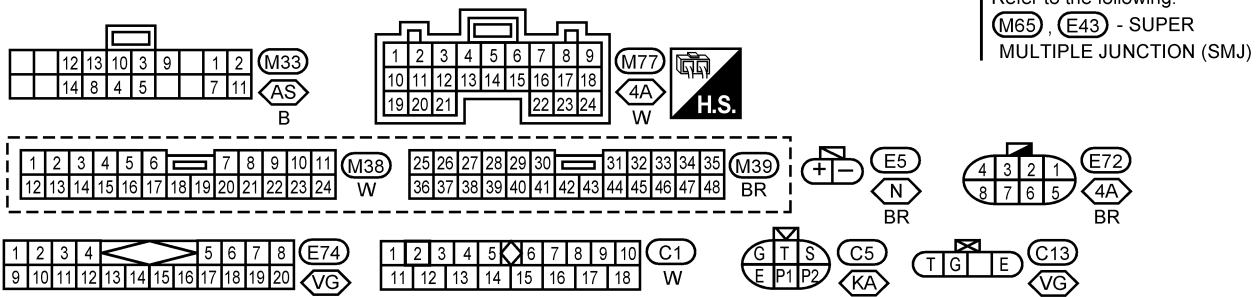 Refer to the following.
M65 , E43 - SUPER
MULTIPLE JUNCTION (SMJ)
12 13 10 3 9 1 2
14 8 4 5 7 11
M33
AS
B
1 2 3 4 5 6 7 8 9
10 11 12 13 14 15 16 17 18
19 20 21 22 23 24
M77
4A
W
H.S.
1 2 3 4 5 6 7 8 9 10 11
12 13 14 15 16 17 18 19 20 21 22 23 24
M38
W
25 26 27 28 29 30 31 32 33 34 35
36 37 38 39 40 41 42 43 44 45 46 47 48
M39
BR
+ −
E5
N
BR
4 3 2 1
8 7 6 5
E72
4A
BR
1 2 3 4 5 6 7 8
9 10 11 12 13 14 15 16 17 18 19 20
E74
VG
1 2 3 4 5 6 7 8 9 10
11 12 13 14 15 16 17 18
C1
W
G T S
E P1 P2
C5
KA
T G E
C13
VG